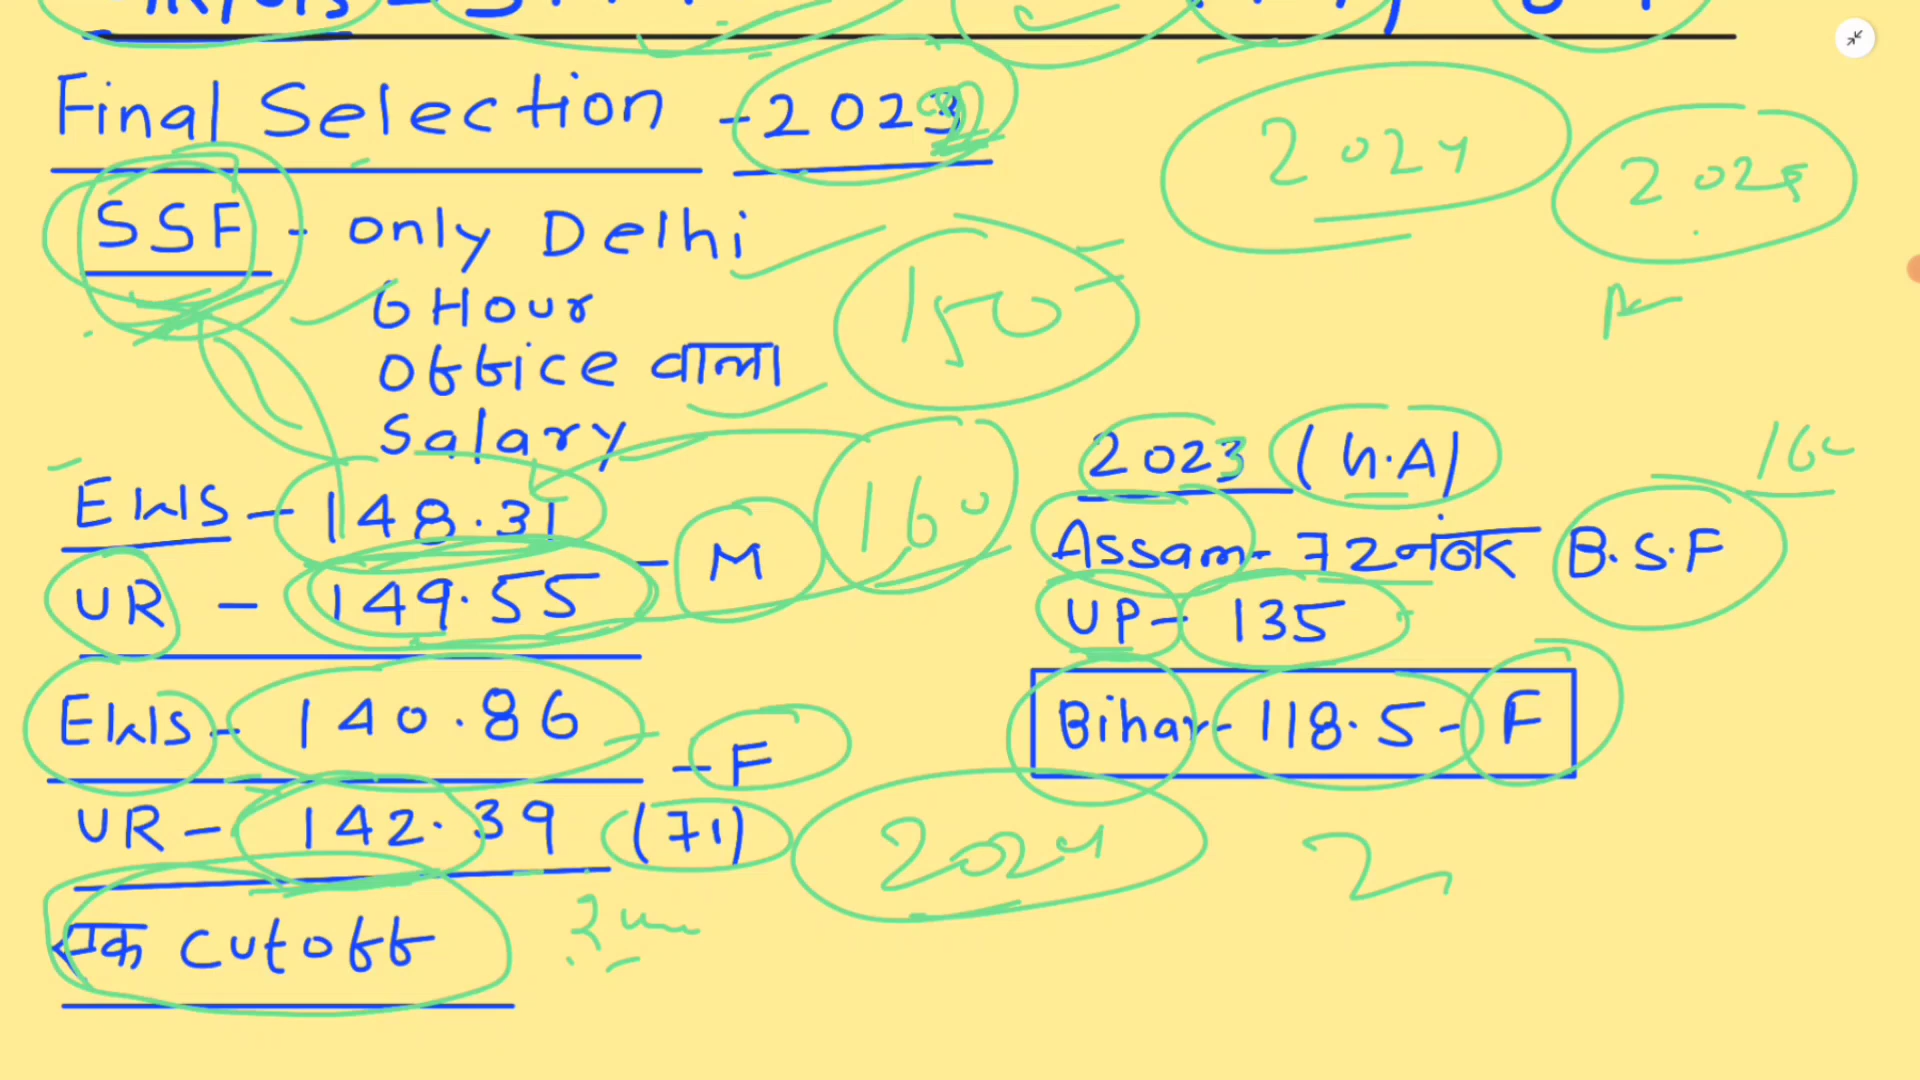 Final Selection - 2023
2024
2025
SSF - only Delhi
6 Hour
office वाला
Salary
150
160
EWS - 148.31
UR - 149.55 - M
EWS - 140.86 - F
UR - 142.39 (71)
एक cutoff
2024
2023 (n.A)
160
Assam - 72 नंबर B.S.F
UP - 135
Bihar - 118.5 - F